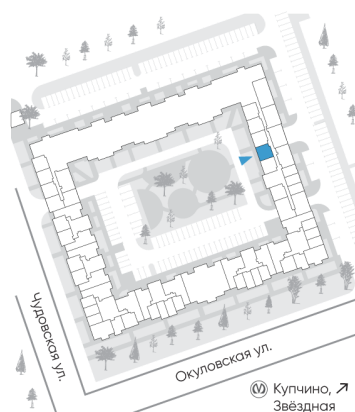 Чудовская ул.
Окуловская ул.
Купчино, ↗
Звёздная